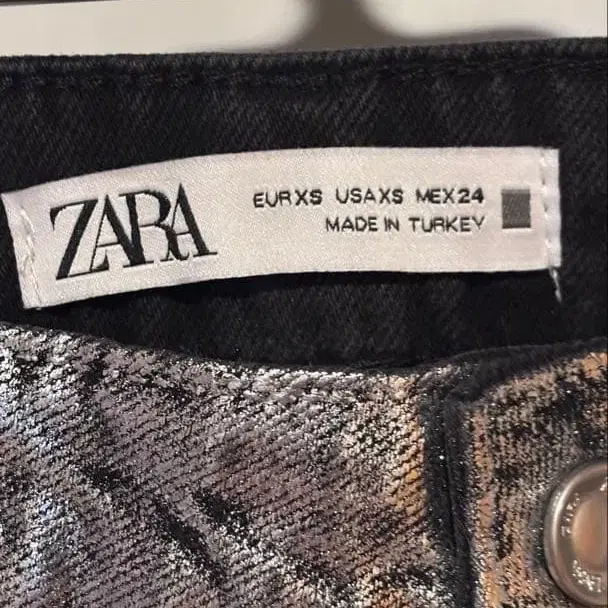 ZARA
EUR XS USA XS MEX 24
MADE IN TURKEY